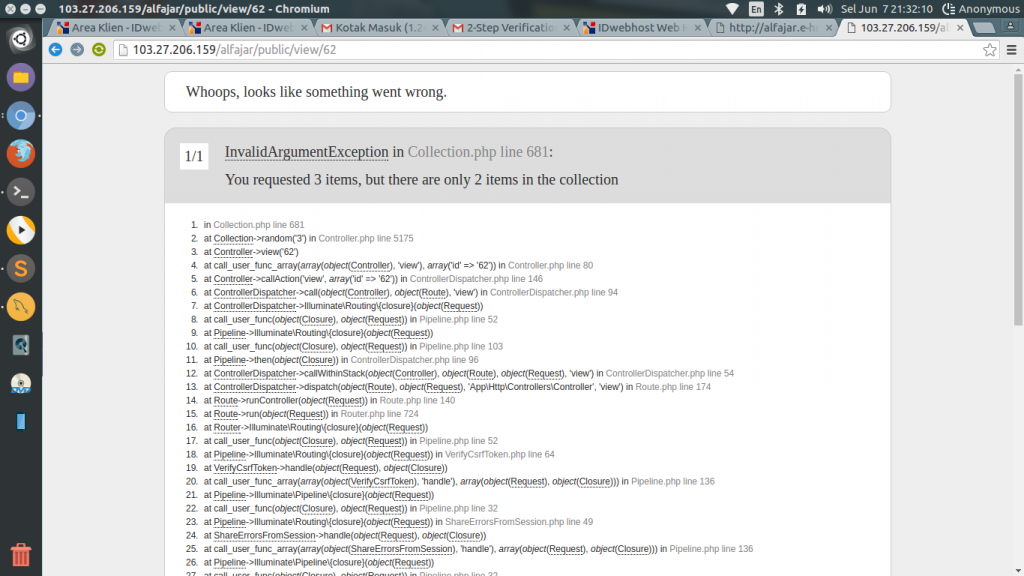 103.27.206.159/alfajar/public/view/62 - Chromium
En
Sel Jun 7 21:32:10
Anonymous
Area Klien - IDweb
Area Klien - IDweb
Kotak Masuk (1.2
2-Step Verificatio
IDwebhost Web H
http://alfajar.e-h
103.27.206.159/al
103.27.206.159/alfajar/public/view/62
Whoops, looks like something went wrong.
1/1
InvalidArgumentException in Collection.php line 681:
You requested 3 items, but there are only 2 items in the collection
1. in Collection.php line 681
2. at Collection->random('3') in Controller.php line 5175
3. at Controller->view('62')
4. at call_user_func_array(array(object(Controller), 'view'), array('id' => '62')) in Controller.php line 80
5. at Controller->callAction('view', array('id' => '62')) in ControllerDispatcher.php line 146
6. at ControllerDispatcher->call(object(Controller), object(Route), 'view') in ControllerDispatcher.php line 94
7. at ControllerDispatcher->Illuminate\Routing\{closure}(object(Request))
8. at call_user_func(object(Closure), object(Request)) in Pipeline.php line 52
9. at Pipeline->Illuminate\Routing\{closure}(object(Request))
10. at call_user_func(object(Closure), object(Request)) in Pipeline.php line 103
11. at Pipeline->then(object(Closure)) in ControllerDispatcher.php line 96
12. at ControllerDispatcher->callWithinStack(object(Controller), object(Route), object(Request), 'view') in ControllerDispatcher.php line 54
13. at ControllerDispatcher->dispatch(object(Route), object(Request), 'App\Http\Controllers\Controller', 'view') in Route.php line 174
14. at Route->runController(object(Request)) in Route.php line 140
15. at Route->run(object(Request)) in Router.php line 724
16. at Router->Illuminate\Routing\{closure}(object(Request))
17. at call_user_func(object(Closure), object(Request)) in Pipeline.php line 52
18. at Pipeline->Illuminate\Routing\{closure}(object(Request)) in VerifyCsrfToken.php line 64
19. at VerifyCsrfToken->handle(object(Request), object(Closure))
20. at call_user_func_array(array(object(VerifyCsrfToken), 'handle'), array(object(Request), object(Closure))) in Pipeline.php line 136
21. at Pipeline->Illuminate\Pipeline\{closure}(object(Request))
22. at call_user_func(object(Closure), object(Request)) in Pipeline.php line 32
23. at Pipeline->Illuminate\Routing\{closure}(object(Request)) in ShareErrorsFromSession.php line 49
24. at ShareErrorsFromSession->handle(object(Request), object(Closure))
25. at call_user_func_array(array(object(ShareErrorsFromSession), 'handle'), array(object(Request), object(Closure))) in Pipeline.php line 136
26. at Pipeline->Illuminate\Pipeline\{closure}(object(Request))
27. at call_user_func(object(Closure), object(Request)) in Pipeline.php line 32